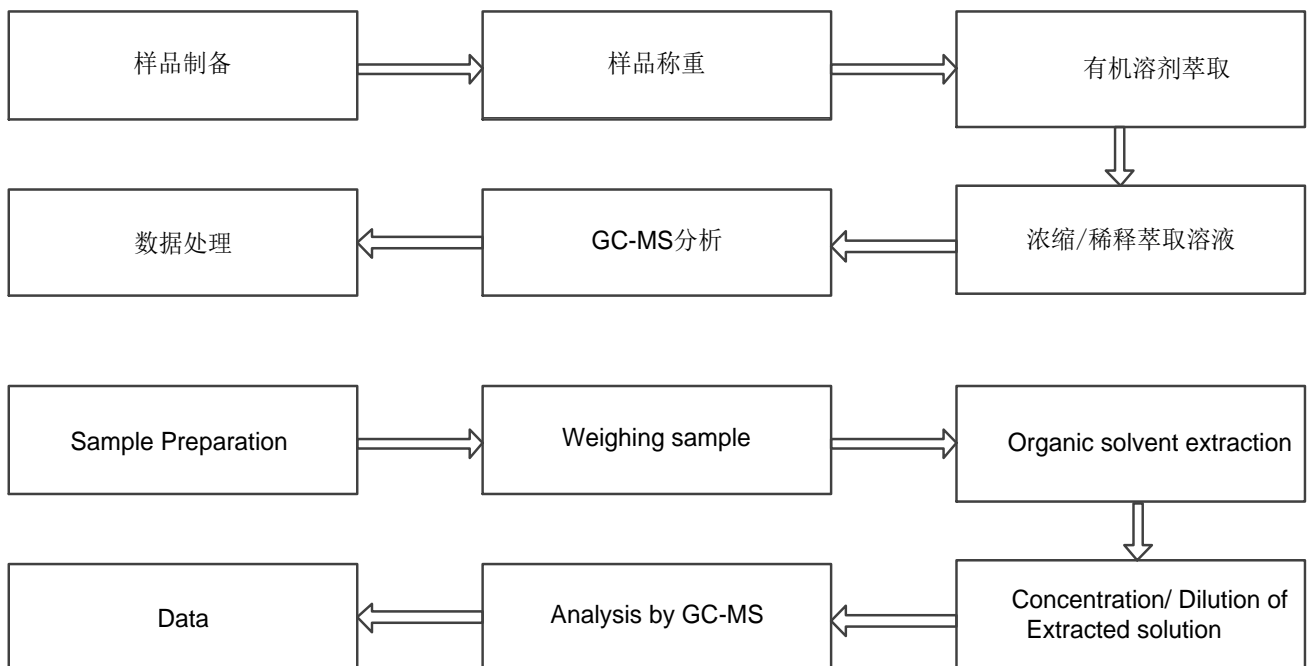 样品制备
样品称重
有机溶剂萃取
浓缩/稀释萃取溶液
GC-MS分析
数据处理
Sample Preparation
Weighing sample
Organic solvent extraction
Concentration/ Dilution of
Extracted solution
Analysis by GC-MS
Data